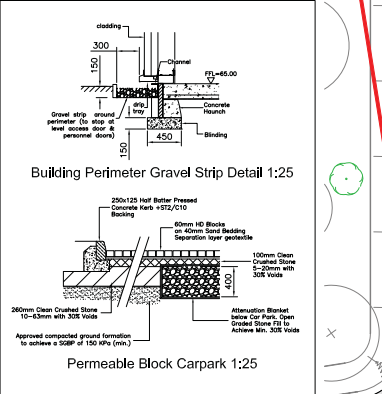 cladding
300
Channel
150
FFL=65.00
drip
tray
Gravel strip around
perimeter (to stop at
level access door &
personnel doors)
Concrete
Haunch
Blinding
150
450
Building Perimeter Gravel Strip Detail 1:25
250x125 Half Batter Pressed
Concrete Kerb +ST2/C10
Backing
60mm HD Blocks
on 40mm Sand Bedding
Separation layer geotextile
100mm Clean
Crushed Stone
5-20mm with
30% Voids
400
260mm Clean Crushed Stone
10-63mm with 30% Voids
Attenuation Blanket
below Car Park. Open
Graded Stone Fill to
Achieve Min. 30% Voids
Approved compacted ground formation
to achieve a SGBP of 150 KPa (min.)
Permeable Block Carpark 1:25